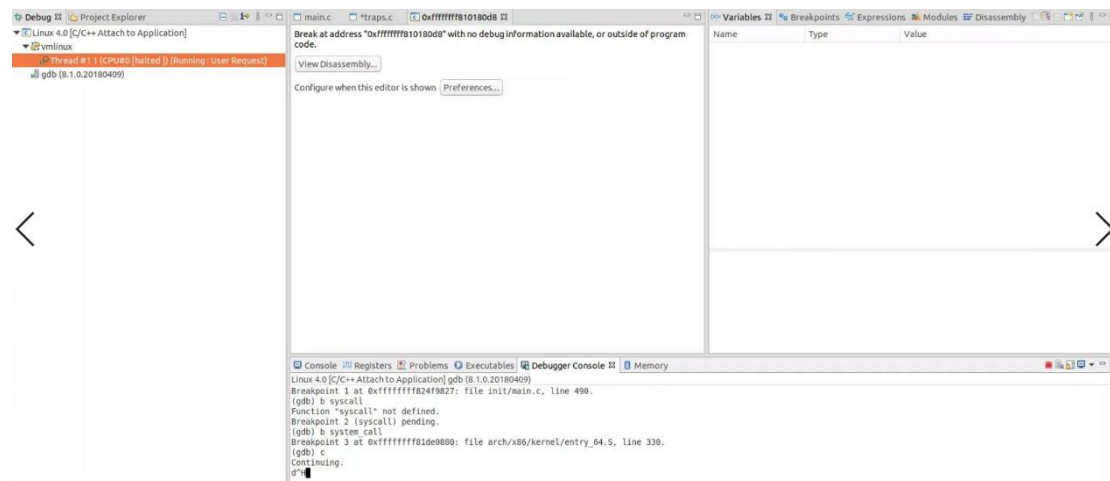 Debug Project Explorer
main.c *traps.c 0xffffffff810180d8
Variables Breakpoints Expressions Modules Disassembly
Linux 4.0 [C/C++ Attach to Application]
vmlinux
Thread #1 1 (CPU#0 [halted ]) (Running : User Request)
gdb (8.1.0.20180409)
Break at address "0xffffffff810180d8" with no debug information available, or outside of program
code.
View Disassembly...
Configure when this editor is shown Preferences...
Name Type Value
Console Registers Problems Executables Debugger Console Memory
Linux 4.0 [C/C++ Attach to Application] gdb (8.1.0.20180409)
Breakpoint 1 at 0xffffffff824f9827: file init/main.c, line 490.
(gdb) b syscall
Function "syscall" not defined.
Breakpoint 2 (syscall) pending.
(gdb) b system_call
Breakpoint 3 at 0xffffffff81de0880: file arch/x86/kernel/entry_64.S, line 330.
(gdb) c
Continuing.
d^H